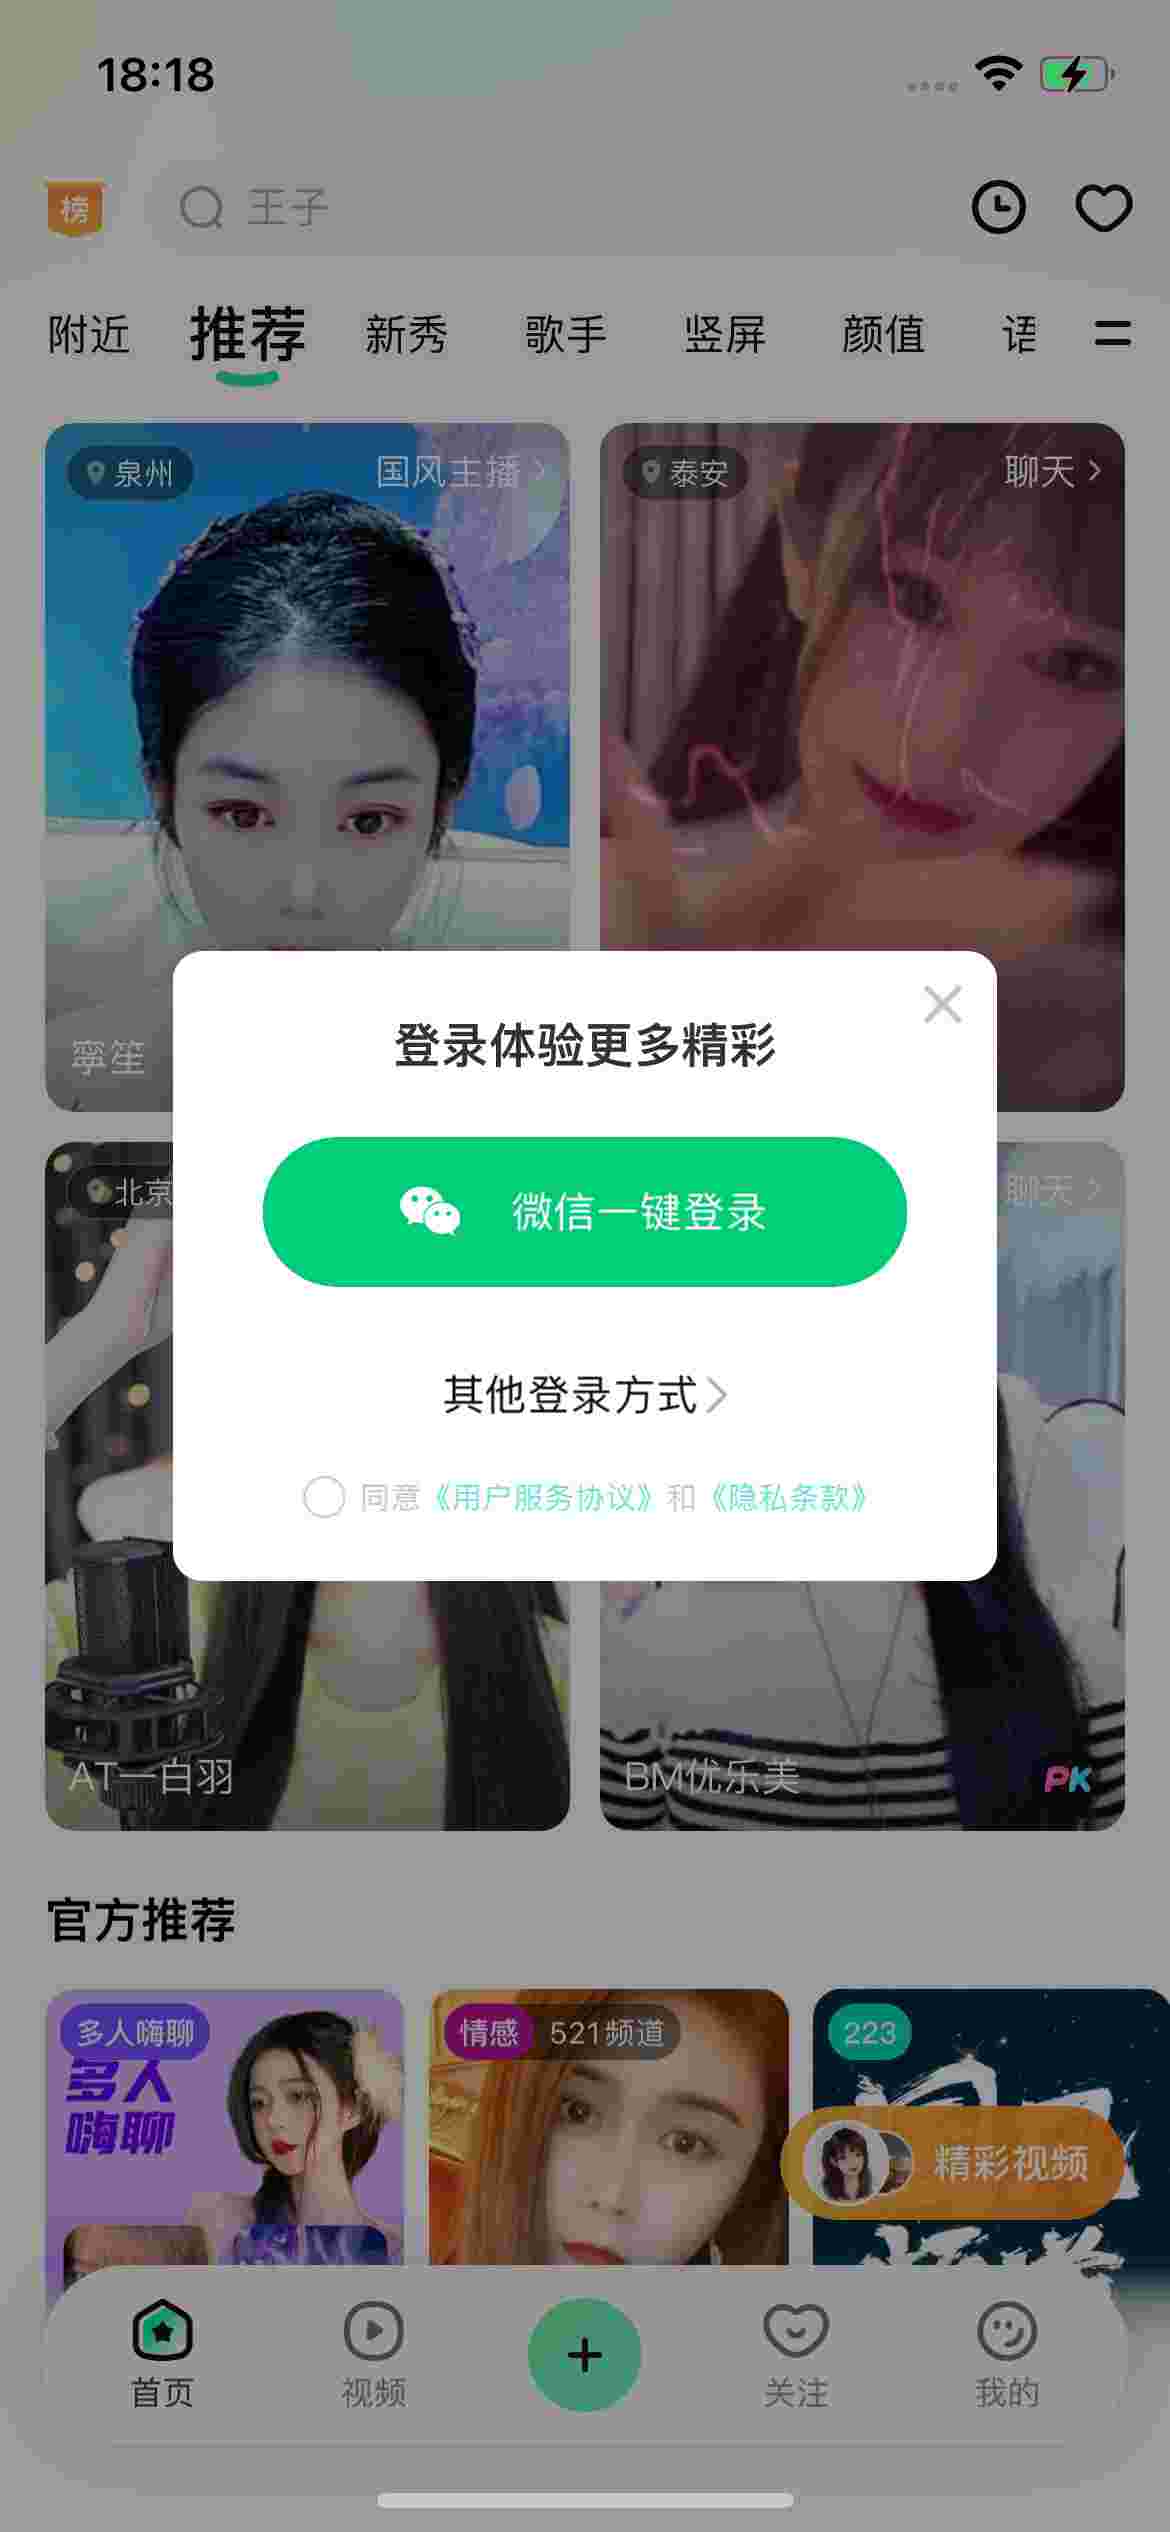 18:18
榜
王子
附近 推荐 新秀 歌手 竖屏 颜值 语
泉州 国风主播
泰安 聊天
寜笙
登录体验更多精彩
微信一键登录
其他登录方式
同意《用户服务协议》和《隐私条款》
北京
聊天
AT一白羽
BM优乐美
PK
官方推荐
多人嗨聊
多人
嗨聊
情感 521频道
223
精彩视频
首页 视频 关注 我的